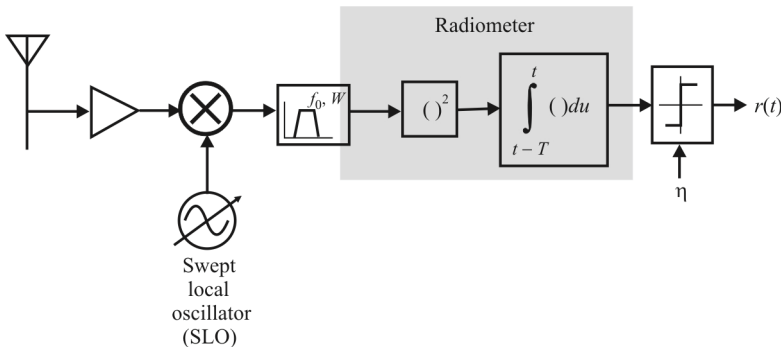 Radiometer
f₀, W
( )²
t
∫ ( )du
t − T
r(t)
η
Swept
local
oscillator
(SLO)